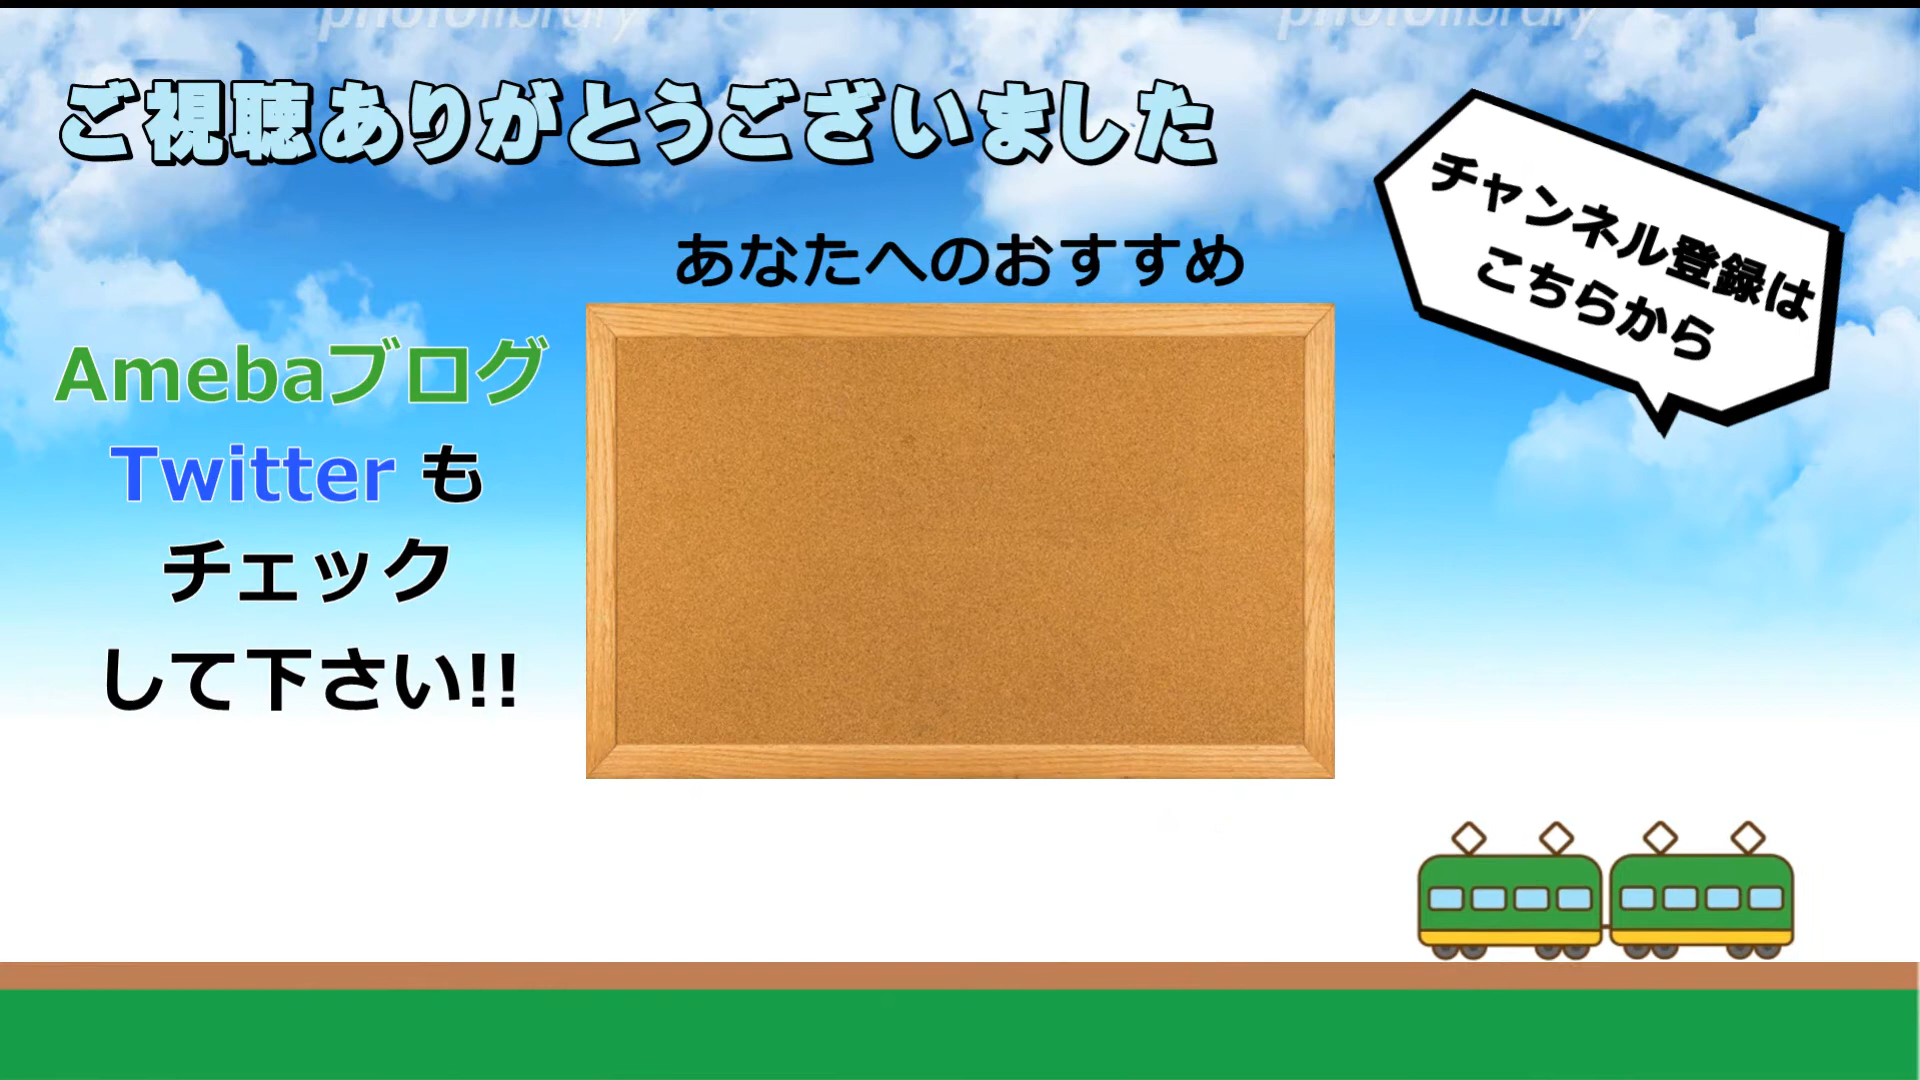 photolibrary photolibrary
ご視聴ありがとうございました
チャンネル登録は
こちらから
あなたへのおすすめ
Amebaブログ
Twitter も
チェック
して下さい!!